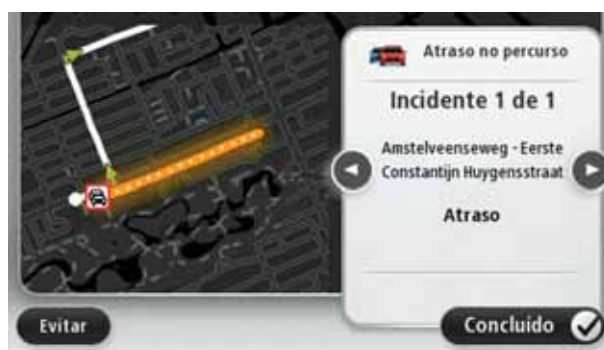 Atraso no percurso
Incidente 1 de 1
Amstelveenseweg - Eerste
Constantijn Huygensstraat
Atraso
Evitar
Concluído